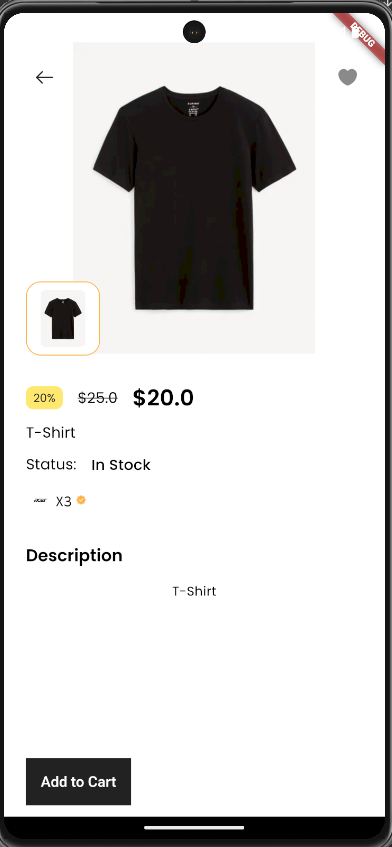 DEBUG
20% $25.0 $20.0
T-Shirt
Status: In Stock
X3
Description
T-Shirt
Add to Cart